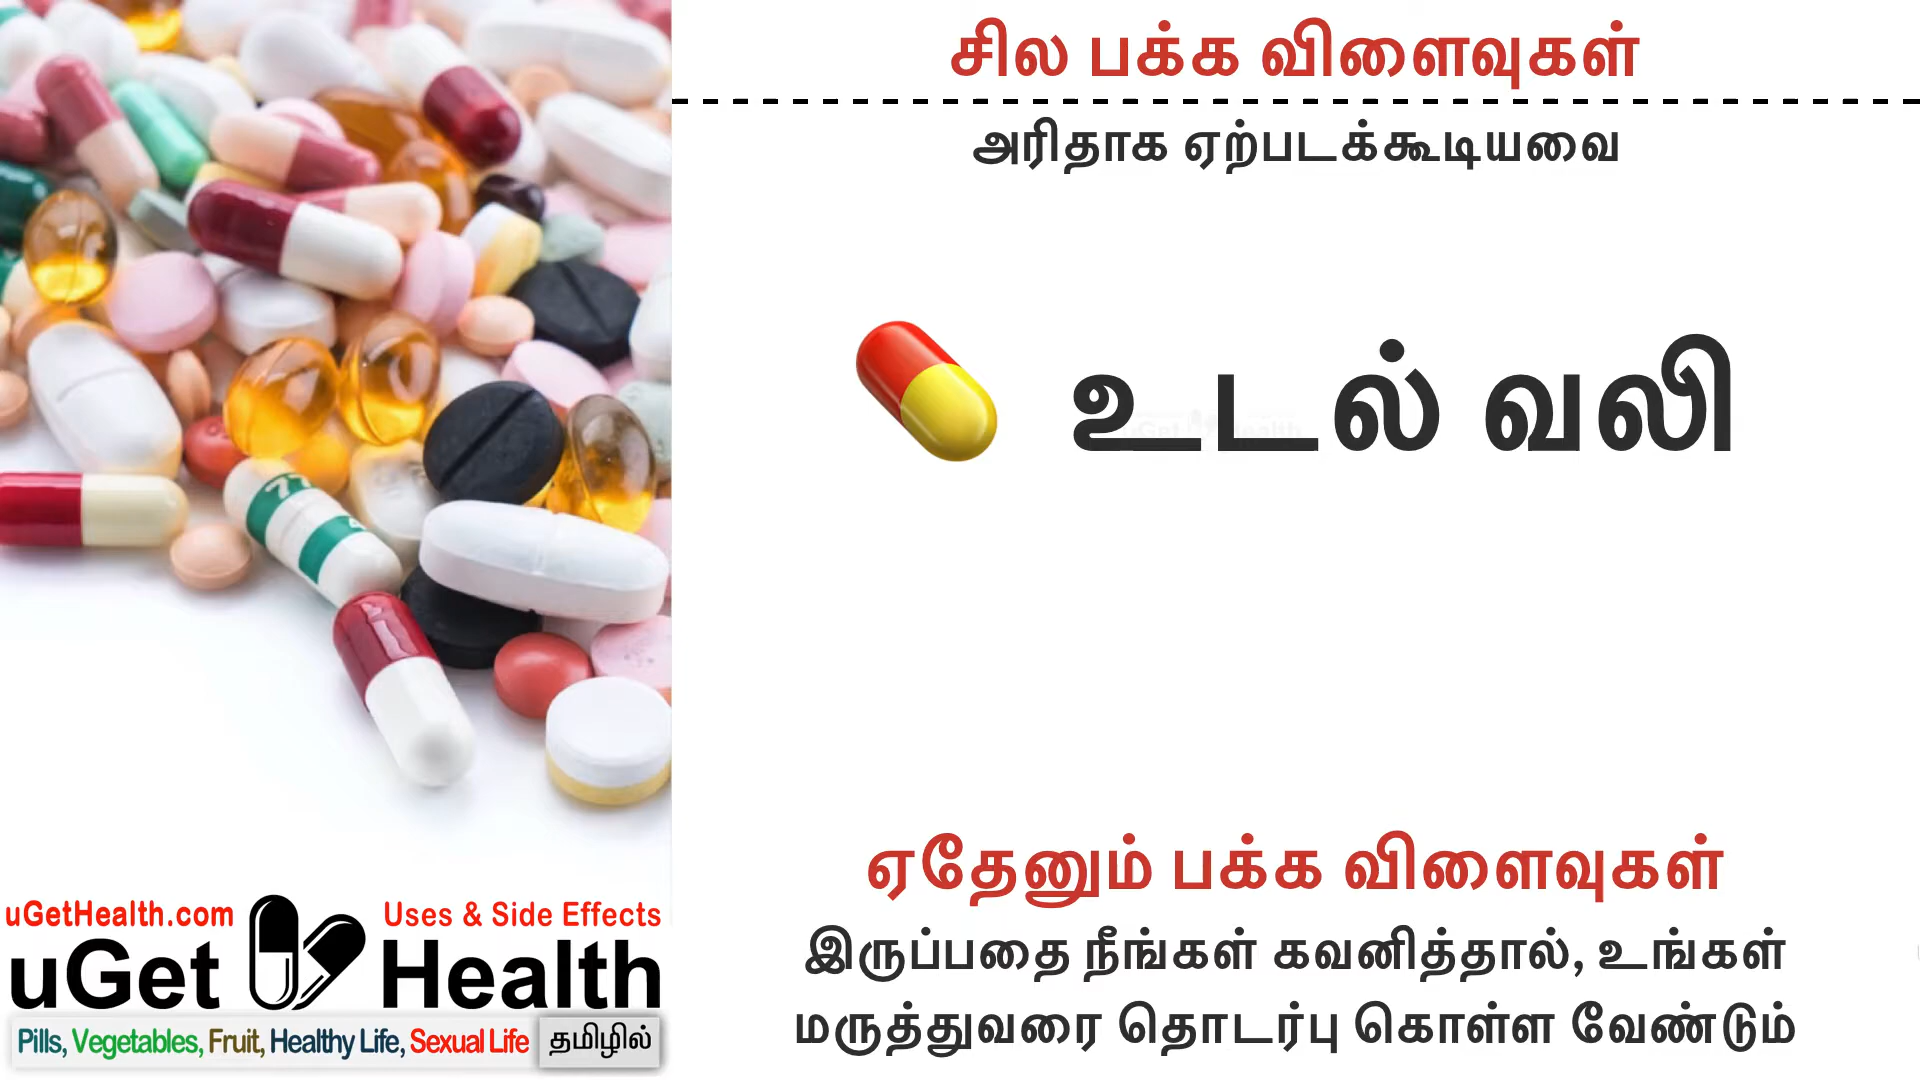 சில பக்க விளைவுகள்
அரிதாக ஏற்படக்கூடியவை
உடல் வலி
ஏதேனும் பக்க விளைவுகள்
இருப்பதை நீங்கள் கவனித்தால், உங்கள்
மருத்துவரை தொடர்பு கொள்ள வேண்டும்
uGetHealth.com
Uses & Side Effects
uGet Health
Pills, Vegetables, Fruit, Healthy Life, Sexual Life தமிழில்